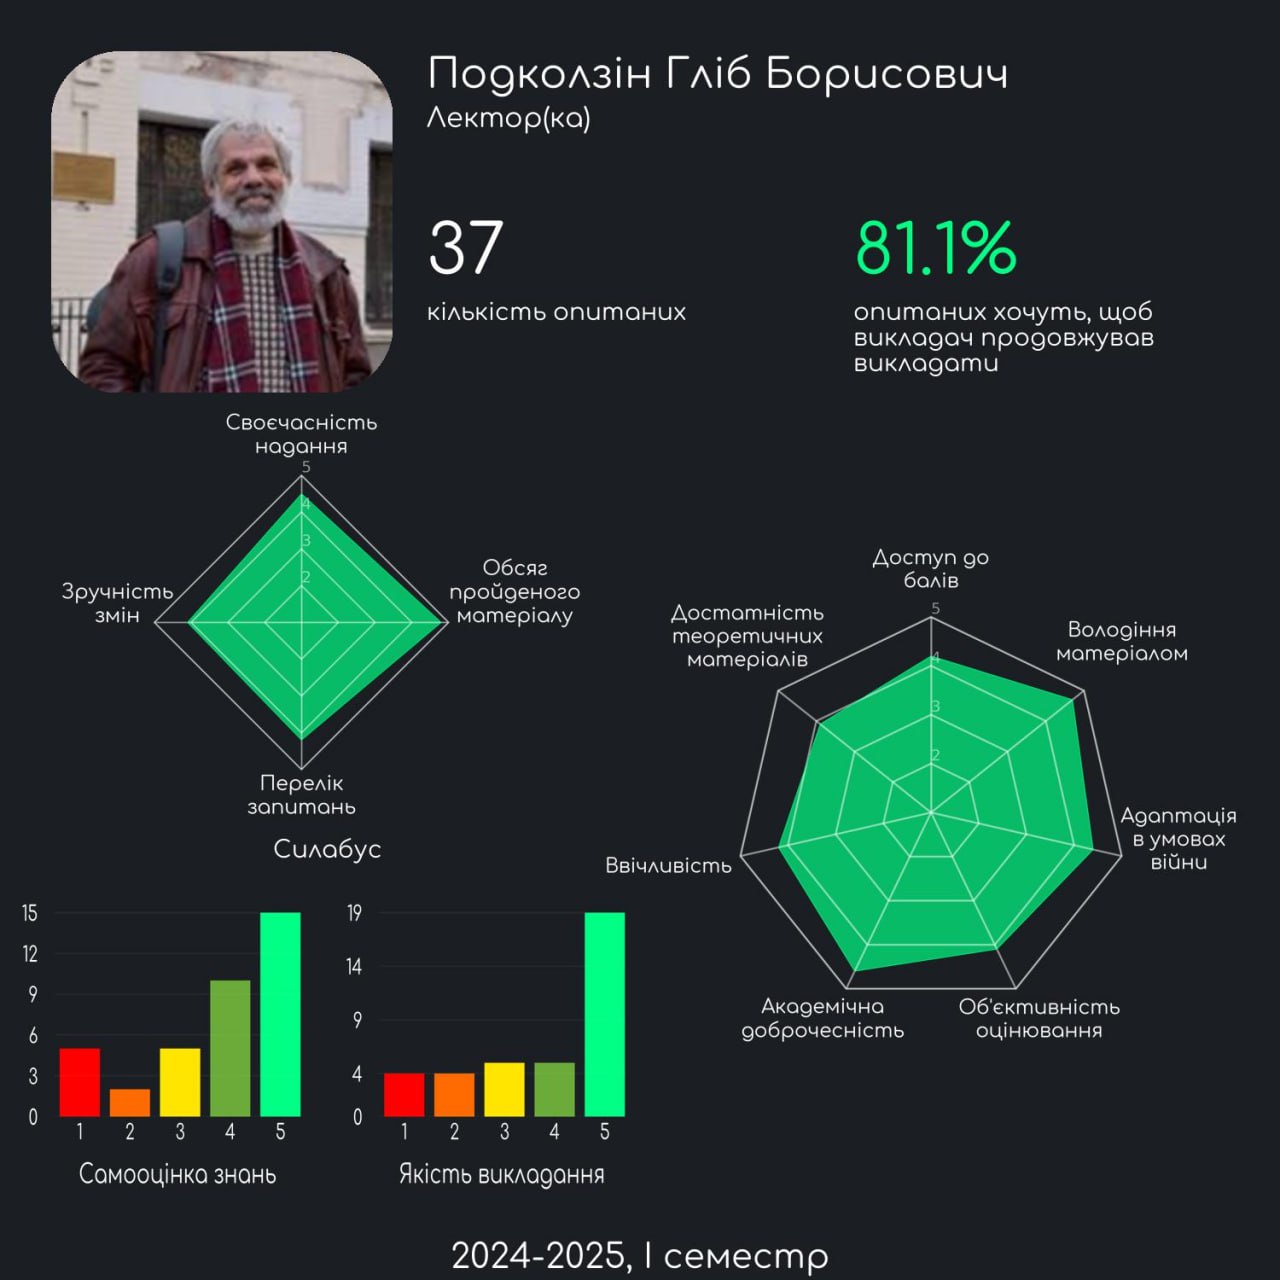 Подколзін Гліб Борисович
Лектор(ка)
37
кількість опитаних
81.1%
опитаних хочуть, щоб
викладач продовжував
викладати
Своєчасність
надання
5
4
3
2
Зручність
змін
Обсяг
пройденого
матеріалу
Перелік
запитань
Силабус
Доступ до
балів
5
4
3
2
Достатність
теоретичних
матеріалів
Володіння
матеріалом
Адаптація
в умовах
війни
Ввічливість
Академічна
доброчесність
Об'єктивність
оцінювання
15
12
9
6
3
0
1 2 3 4 5
Самооцінка знань
19
14
9
4
0
1 2 3 4 5
Якість викладання
2024-2025, І семестр